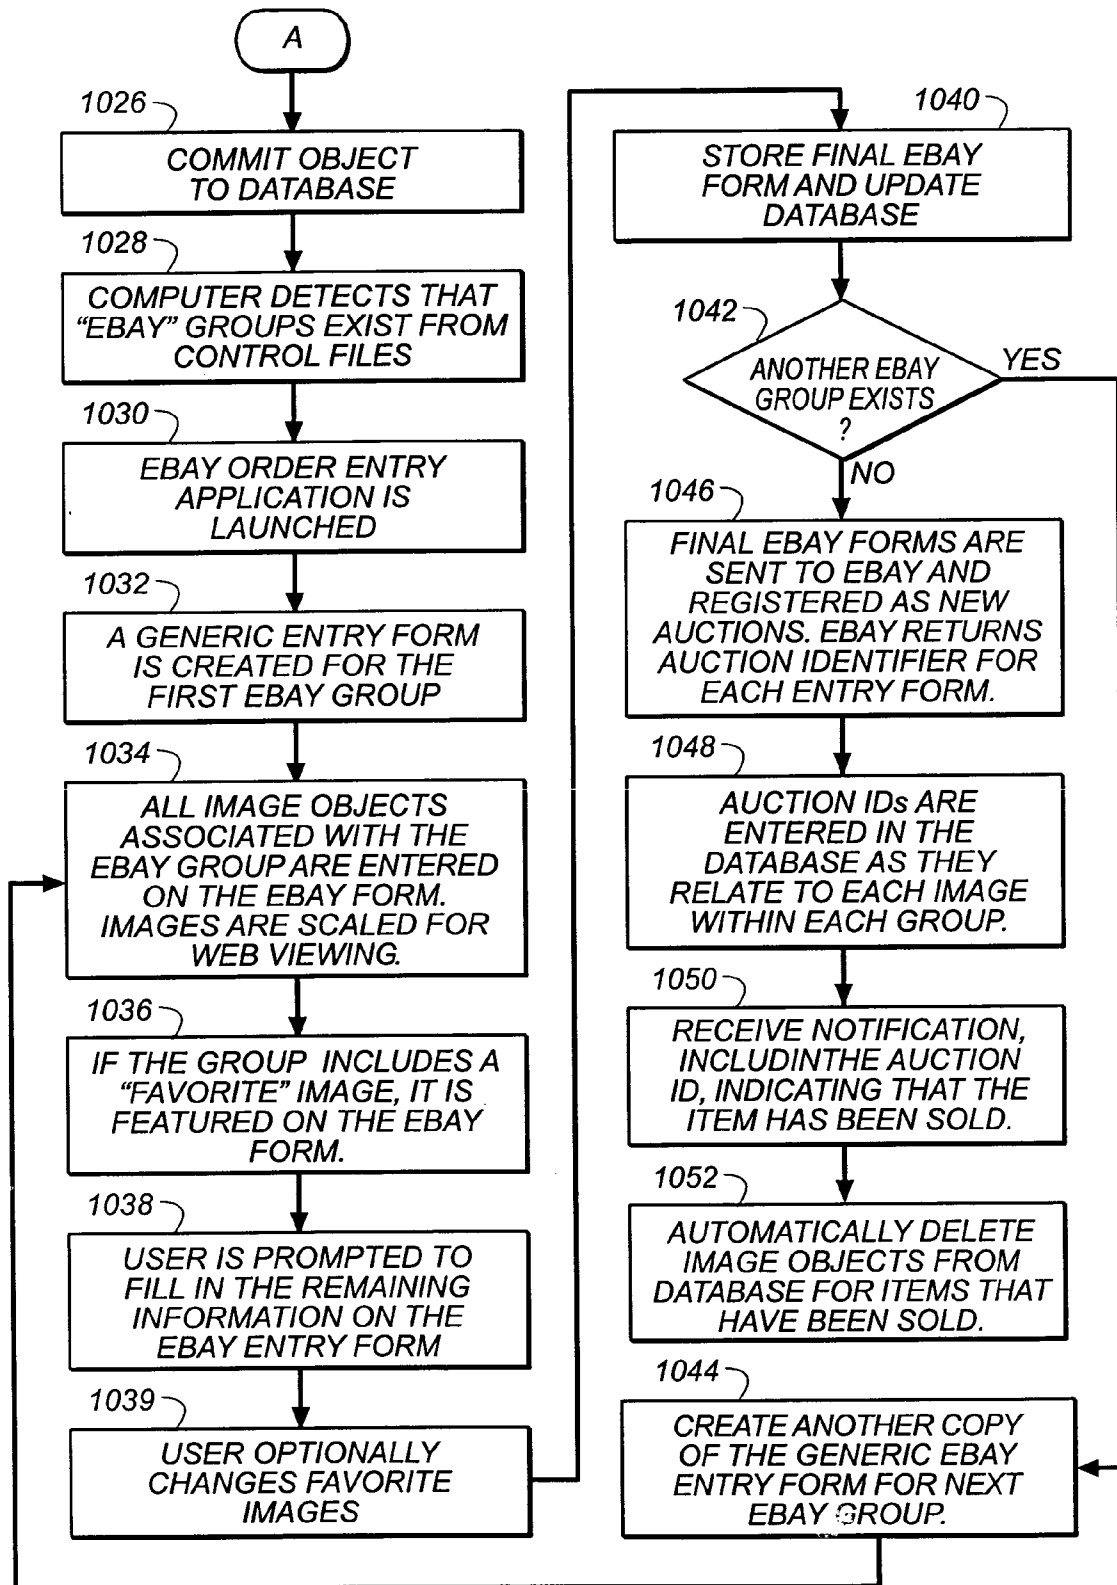 A
1026
COMMIT OBJECT
TO DATABASE
1028
COMPUTER DETECTS THAT
“EBAY” GROUPS EXIST FROM
CONTROL FILES
1030
EBAY ORDER ENTRY
APPLICATION IS
LAUNCHED
1032
A GENERIC ENTRY FORM
IS CREATED FOR THE
FIRST EBAY GROUP
1034
ALL IMAGE OBJECTS
ASSOCIATED WITH THE
EBAY GROUP ARE ENTERED
ON THE EBAY FORM.
IMAGES ARE SCALED FOR
WEB VIEWING.
1036
IF THE GROUP INCLUDES A
“FAVORITE” IMAGE, IT IS
FEATURED ON THE EBAY
FORM.
1038
USER IS PROMPTED TO
FILL IN THE REMAINING
INFORMATION ON THE
EBAY ENTRY FORM
1039
USER OPTIONALLY
CHANGES FAVORITE
IMAGES
1040
STORE FINAL EBAY
FORM AND UPDATE
DATABASE
1042
ANOTHER EBAY
GROUP EXISTS
?
YES
NO
1046
FINAL EBAY FORMS ARE
SENT TO EBAY AND
REGISTERED AS NEW
AUCTIONS. EBAY RETURNS
AUCTION IDENTIFIER FOR
EACH ENTRY FORM.
1048
AUCTION IDs ARE
ENTERED IN THE
DATABASE AS THEY
RELATE TO EACH IMAGE
WITHIN EACH GROUP.
1050
RECEIVE NOTIFICATION,
INCLUDINTHE AUCTION
ID, INDICATING THAT THE
ITEM HAS BEEN SOLD.
1052
AUTOMATICALLY DELETE
IMAGE OBJECTS FROM
DATABASE FOR ITEMS THAT
HAVE BEEN SOLD.
1044
CREATE ANOTHER COPY
OF THE GENERIC EBAY
ENTRY FORM FOR NEXT
EBAY GROUP.